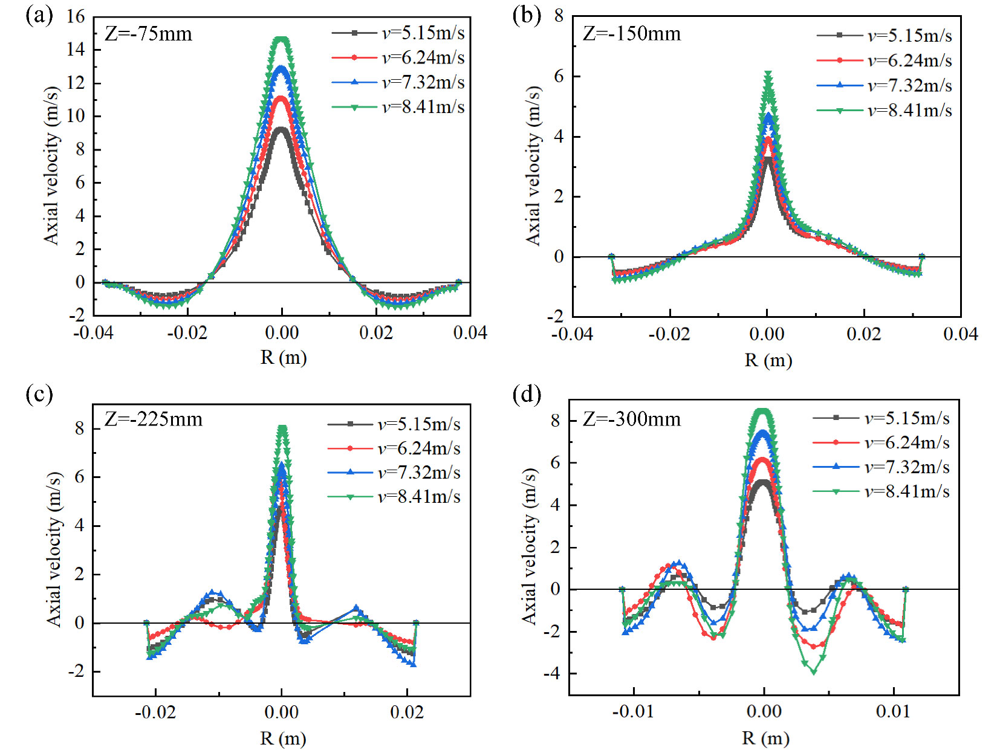 (a)
Z=-75mm
v=5.15m/s
v=6.24m/s
v=7.32m/s
v=8.41m/s
16
14
12
10
8
6
4
2
0
-2
Axial velocity (m/s)
-0.04
-0.02
0.00
0.02
0.04
R (m)
(b)
Z=-150mm
v=5.15m/s
v=6.24m/s
v=7.32m/s
v=8.41m/s
8
6
4
2
0
-2
Axial velocity (m/s)
-0.04
-0.02
0.00
0.02
0.04
R (m)
(c)
Z=-225mm
v=5.15m/s
v=6.24m/s
v=7.32m/s
v=8.41m/s
8
6
4
2
0
-2
Axial velocity (m/s)
-0.02
0.00
0.02
R (m)
(d)
Z=-300mm
v=5.15m/s
v=6.24m/s
v=7.32m/s
v=8.41m/s
8
6
4
2
0
-2
-4
Axial velocity (m/s)
-0.01
0.00
0.01
R (m)